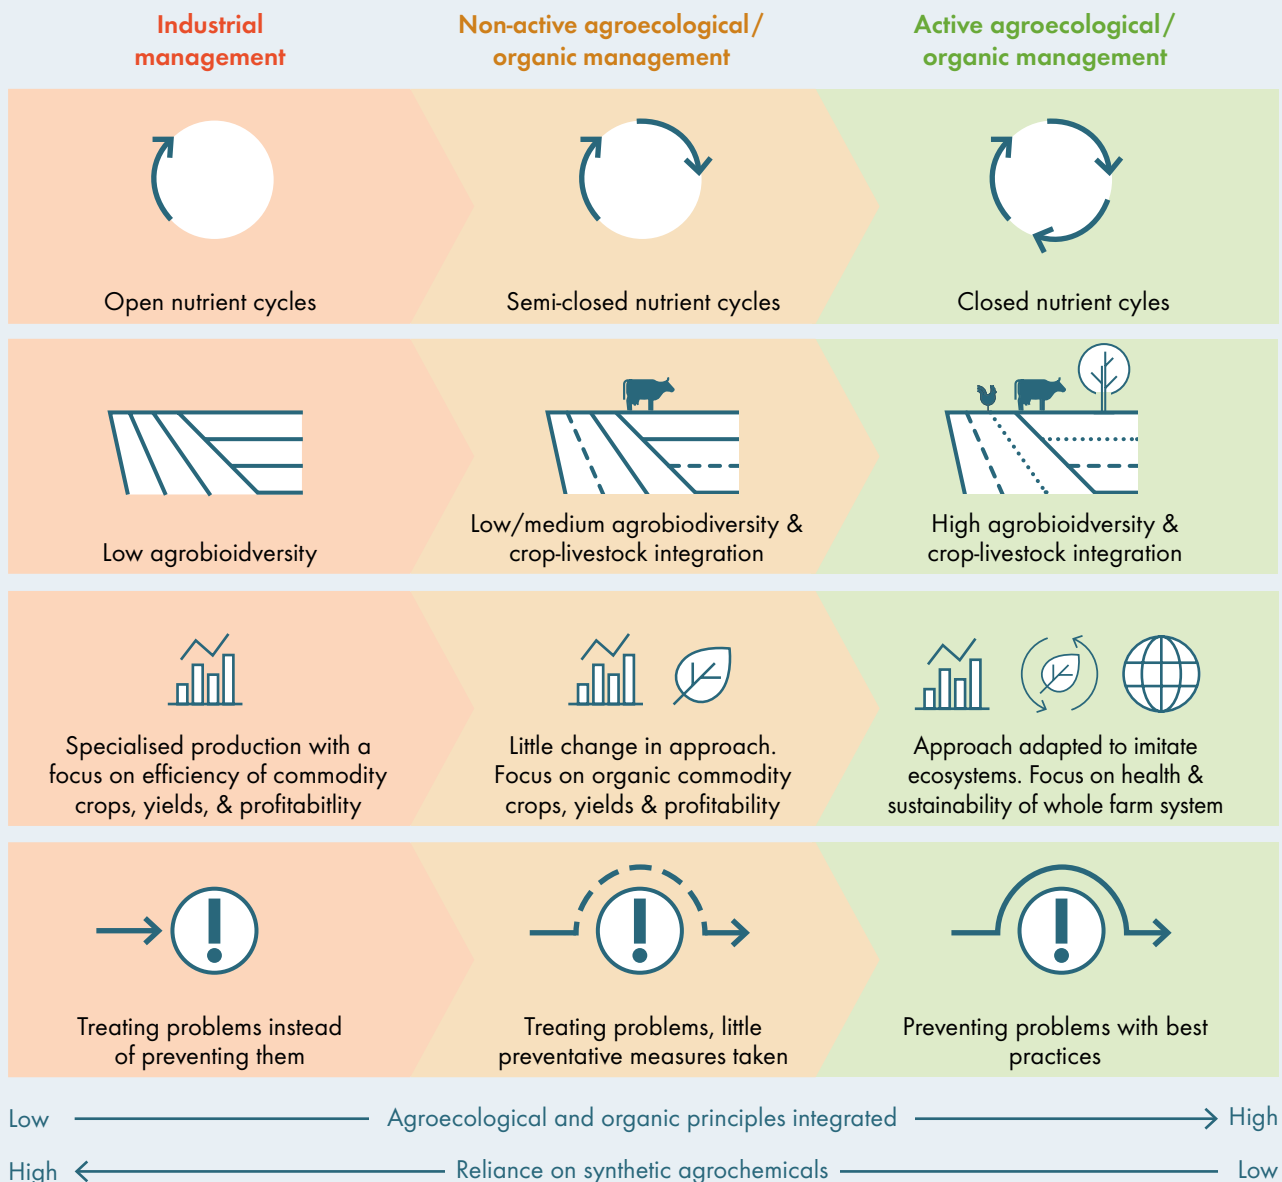 Industrial
management
Non-active agroecological/
organic management
Active agroecological/
organic management
Open nutrient cycles
Semi-closed nutrient cycles
Closed nutrient cyles
Low agrobioidversity
Low/medium agrobiodiversity &
crop-livestock integration
High agrobioidversity &
crop-livestock integration
Specialised production with a
focus on efficiency of commodity
crops, yields, & profitabitlity
Little change in approach.
Focus on organic commodity
crops, yields & profitability
Approach adapted to imitate
ecosystems. Focus on health &
sustainability of whole farm system
Treating problems instead
of preventing them
Treating problems, little
preventative measures taken
Preventing problems with best
practices
Low Agroecological and organic principles integrated High
High Reliance on synthetic agrochemicals Low